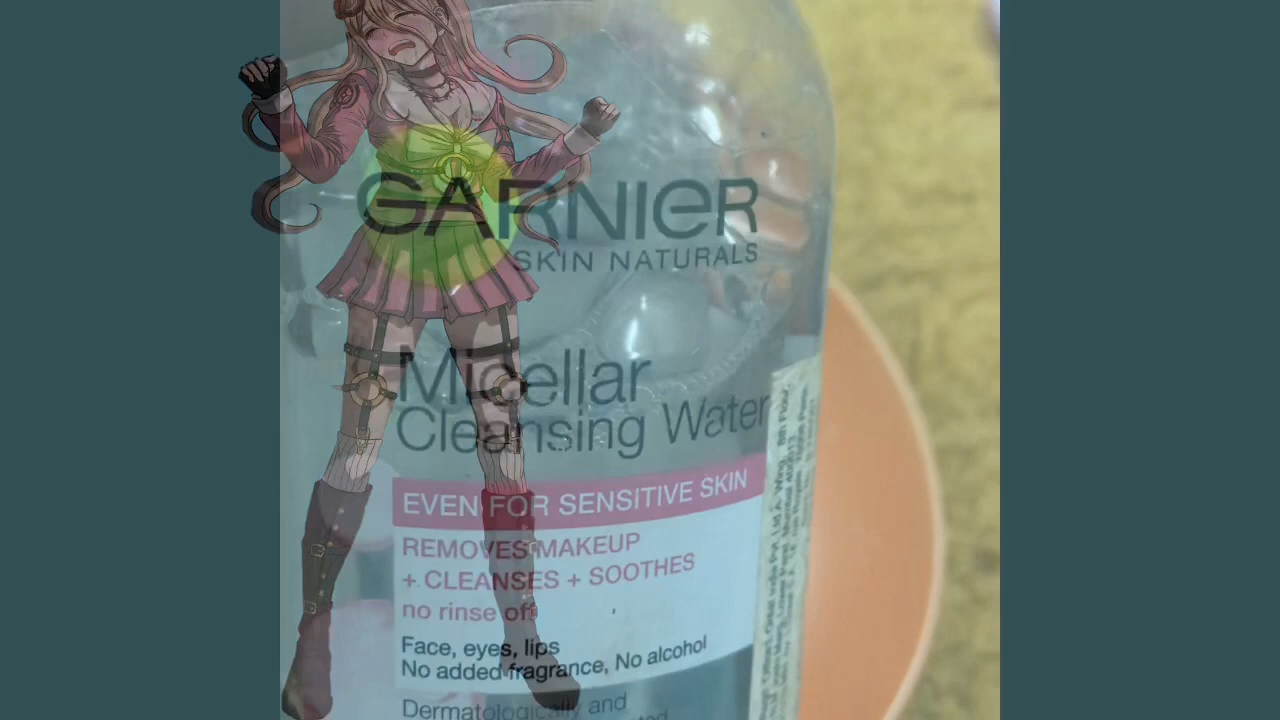 GARNIER
SKIN NATURALS
Micellar
Cleansing Water
EVEN FOR SENSITIVE SKIN
REMOVES MAKEUP
+ CLEANSES + SOOTHES
no rinse off
Face, eyes, lips
No added fragrance, No alcohol
Dermatologically and